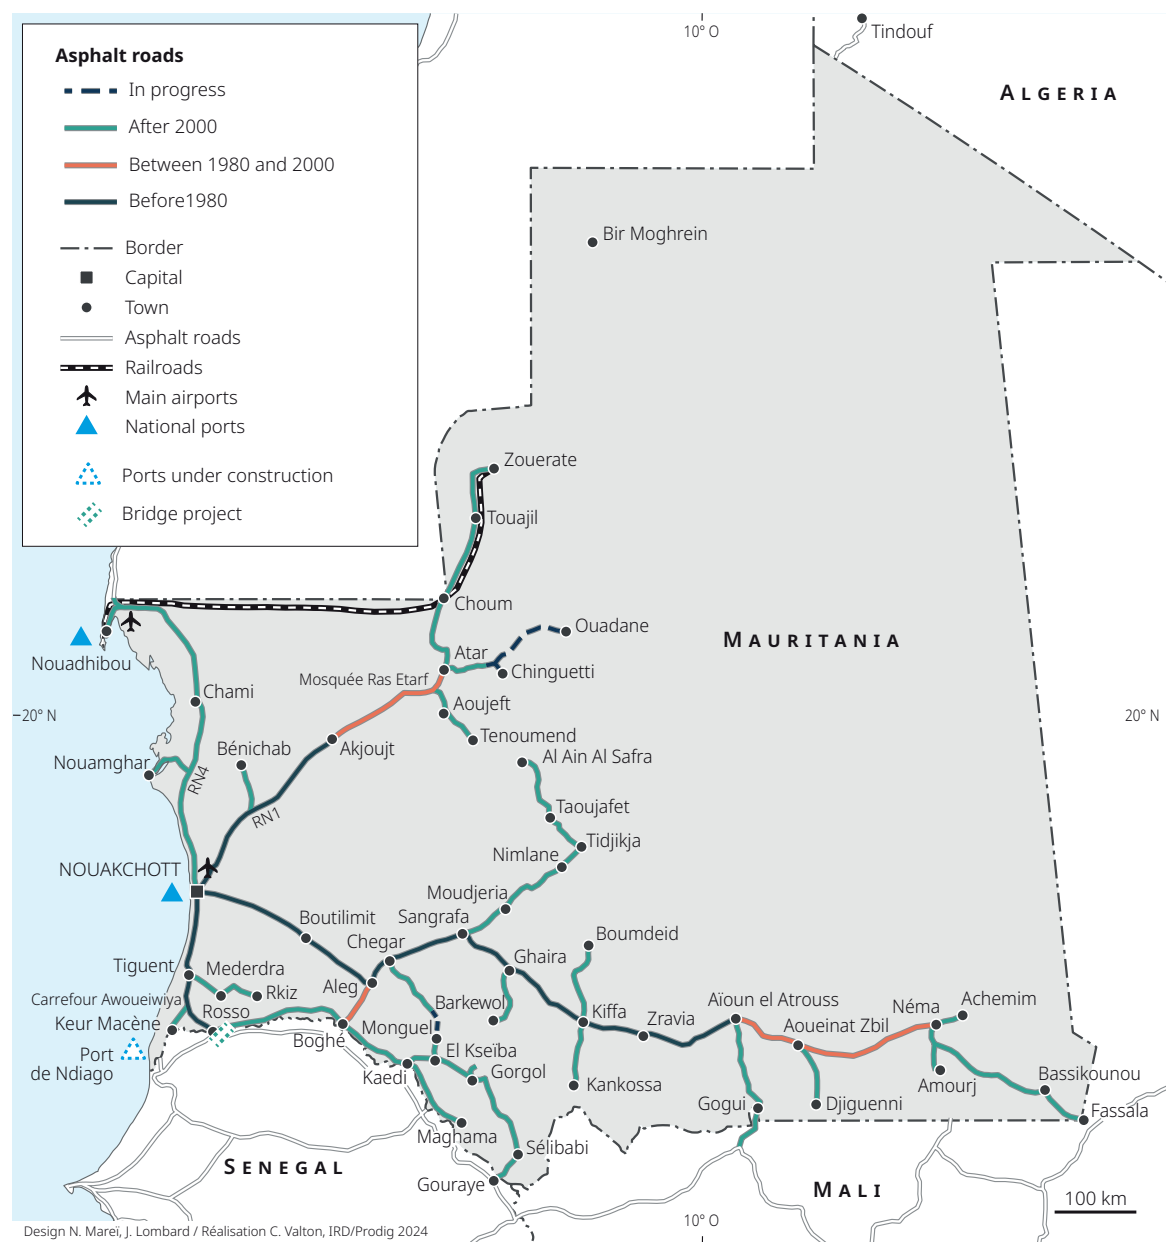 Asphalt roads
In progress
After 2000
Between 1980 and 2000
Before1980
Border
Capital
Town
Asphalt roads
Railroads
Main airports
National ports
Ports under construction
Bridge project
10° O
Tindouf
ALGERIA
Bir Moghrein
Zouerate
Touajil
Choum
Ouadane
MAURITANIA
Atar
Nouadhibou
Chinguetti
Mosquée Ras Etarf
Chami
Aoujeft
20° N
20° N
Tenoumend
Bénichab
Akjoujt
Al Ain Al Safra
Nouamghar
RN4
RN1
Taoujafet
Tidjikja
Nimlane
NOUAKCHOTT
Moudjeria
Boutilimit
Sangrafa
Chegar
Boumdeid
Ghaira
Tiguent
Mederdra
Rkiz
Aleg
Carrefour Awoueiwiya
Rosso
Barkewol
Aïoun el Atrouss
Néma
Achemim
Keur Macène
Kiffa
Zravia
Aoueinat Zbil
Boghé
Monguel
Port
de Ndiago
El Kseïba
Gorgol
Kaedi
Kankossa
Amourj
Bassikounou
Gogui
Djiguenni
Fassala
Maghama
Sélibabi
SENEGAL
Gouraye
MALI
100 km
10° O
Design N. Mareï, J. Lombard / Réalisation C. Valton, IRD/Prodig 2024